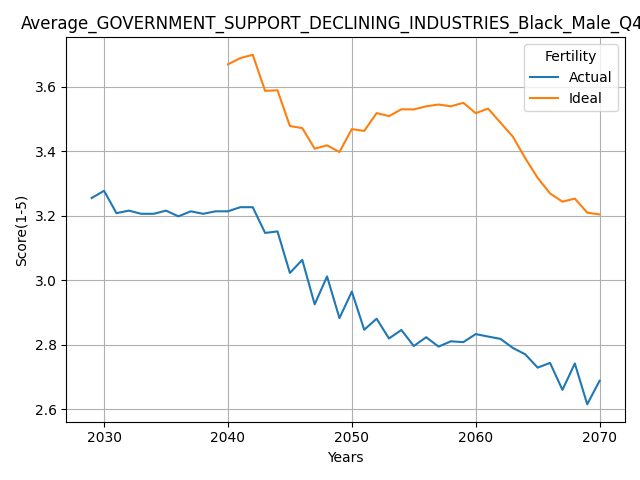 Average_GOVERNMENT_SUPPORT_DECLINING_INDUSTRIES_Black_Male_Q4
Fertility
Actual
Ideal
Score(1-5)
3.6
3.4
3.2
3.0
2.8
2.6
2030
2040
2050
2060
2070
Years